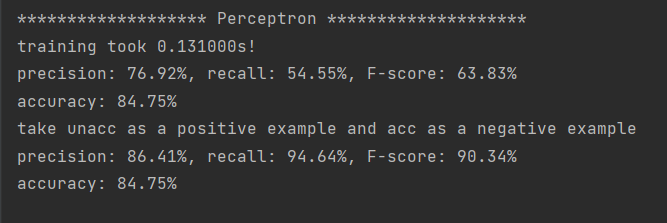 ******************* Perceptron ********************
training took 0.131000s!
precision: 76.92%, recall: 54.55%, F-score: 63.83%
accuracy: 84.75%
take unacc as a positive example and acc as a negative example
precision: 86.41%, recall: 94.64%, F-score: 90.34%
accuracy: 84.75%